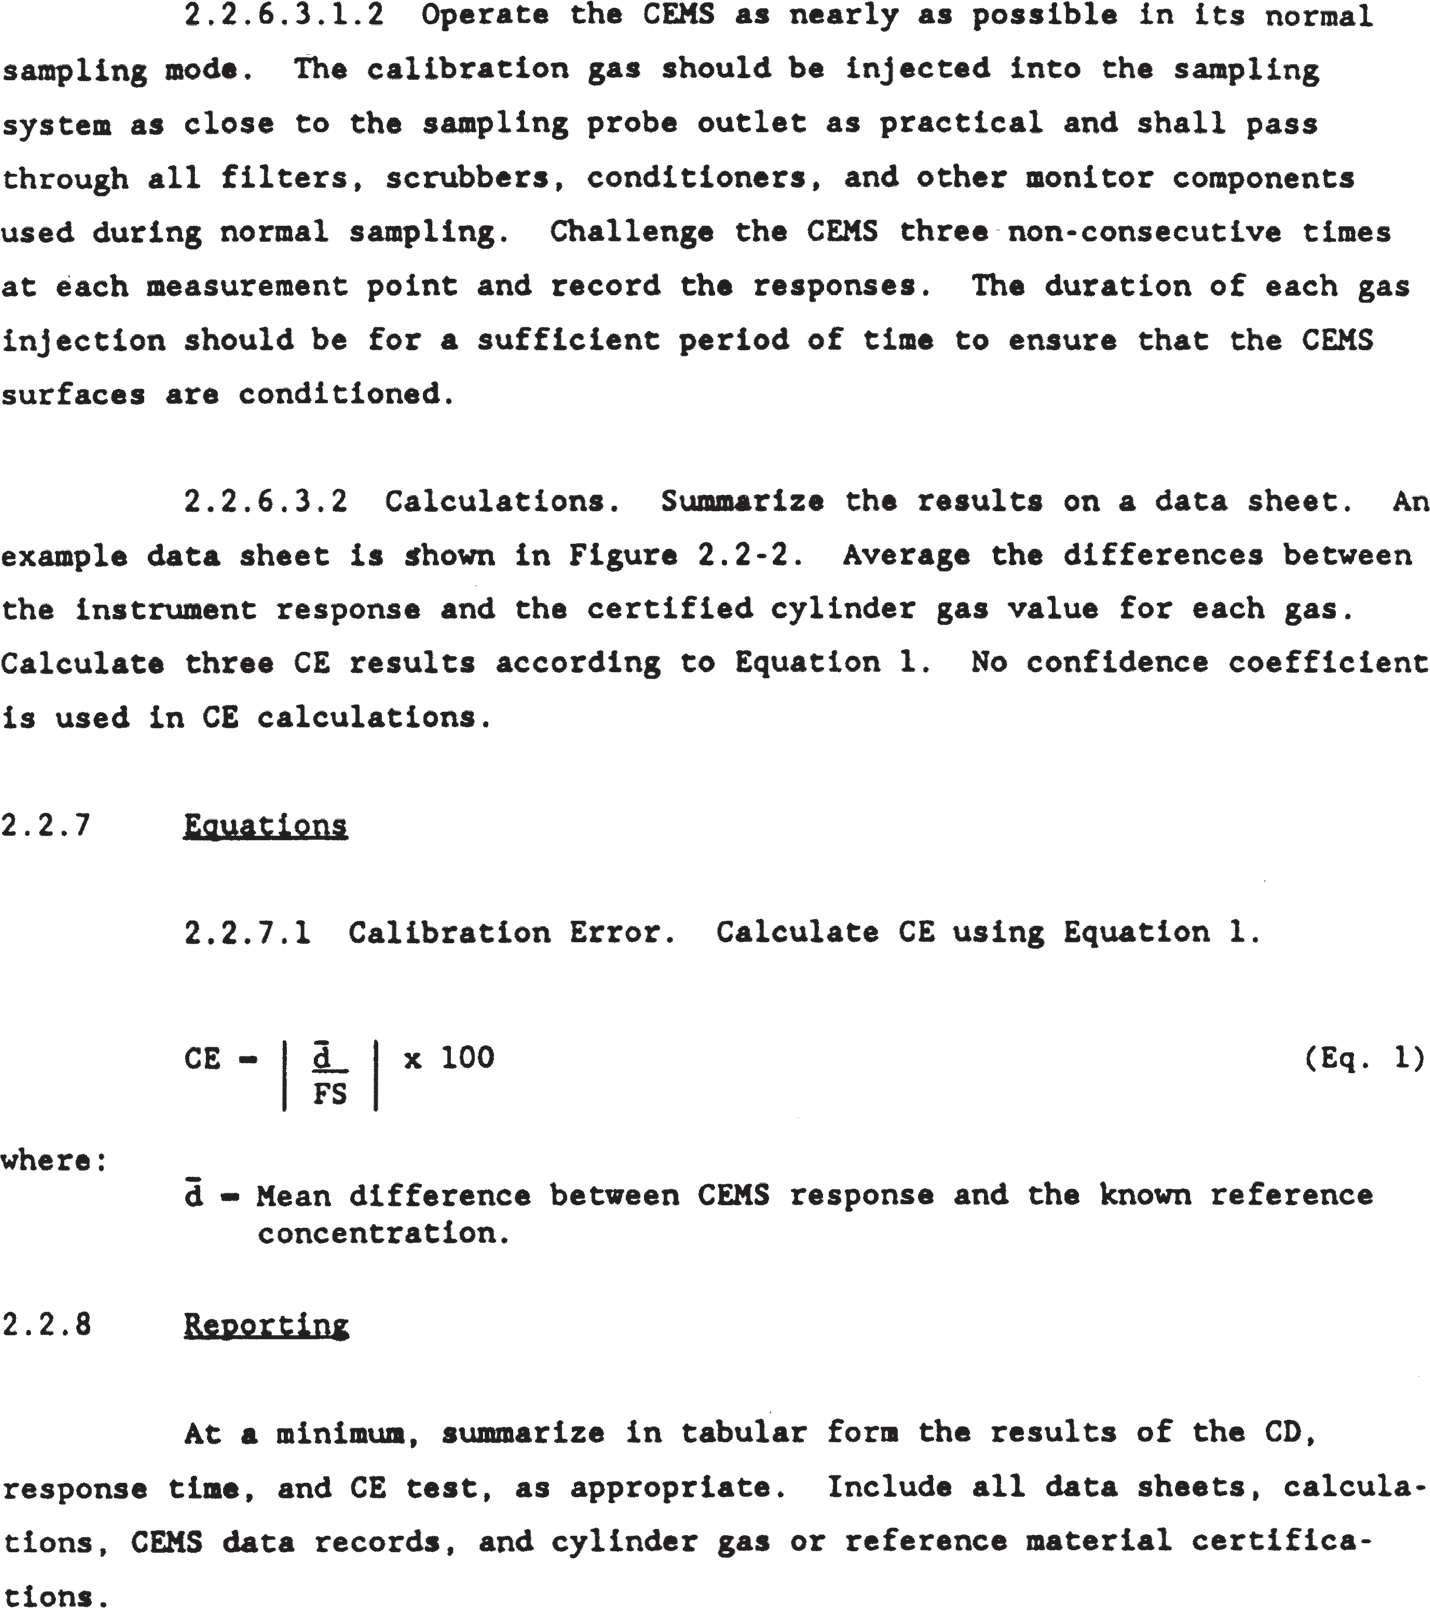 2.2.6.3.1.2 Operate the CEMS as nearly as possible in its normal
sampling mode. The calibration gas should be injected into the sampling
system as close to the sampling probe outlet as practical and shall pass
through all filters, scrubbers, conditioners, and other monitor components
used during normal sampling. Challenge the CEMS three non-consecutive times
at each measurement point and record the responses. The duration of each gas
injection should be for a sufficient period of time to ensure that the CEMS
surfaces are conditioned.
2.2.6.3.2 Calculations. Summarize the results on a data sheet. An
example data sheet is shown in Figure 2.2-2. Average the differences between
the instrument response and the certified cylinder gas value for each gas.
Calculate three CE results according to Equation 1. No confidence coefficient
is used in CE calculations.
2.2.7 Equations
2.2.7.1 Calibration Error. Calculate CE using Equation 1.
CE = | d̄ / FS | x 100 (Eq. 1)
where:
d̄ = Mean difference between CEMS response and the known reference
concentration.
2.2.8 Reporting
At a minimum, summarize in tabular form the results of the CD,
response time, and CE test, as appropriate. Include all data sheets, calcula-
tions, CEMS data records, and cylinder gas or reference material certifica-
tions.